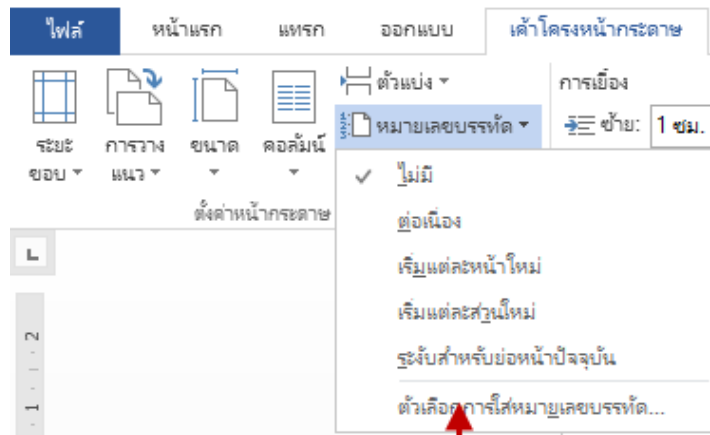 ไฟล์ หน้าแรก แทรก ออกแบบ เค้าโครงหน้ากระดาษ
ระยะขอบ
การวางแนว
ขนาด
คอลัมน์
ตัวแบ่ง
หมายเลขบรรทัด
ตั้งค่าหน้ากระดาษ
การเยื้อง
ซ้าย: 1 ซม.
ไม่มี
ต่อเนื่อง
เริ่มแต่ละหน้าใหม่
เริ่มแต่ละส่วนใหม่
ระงับสำหรับย่อหน้าปัจจุบัน
ตัวเลือกการใส่หมายเลขบรรทัด...
2
1